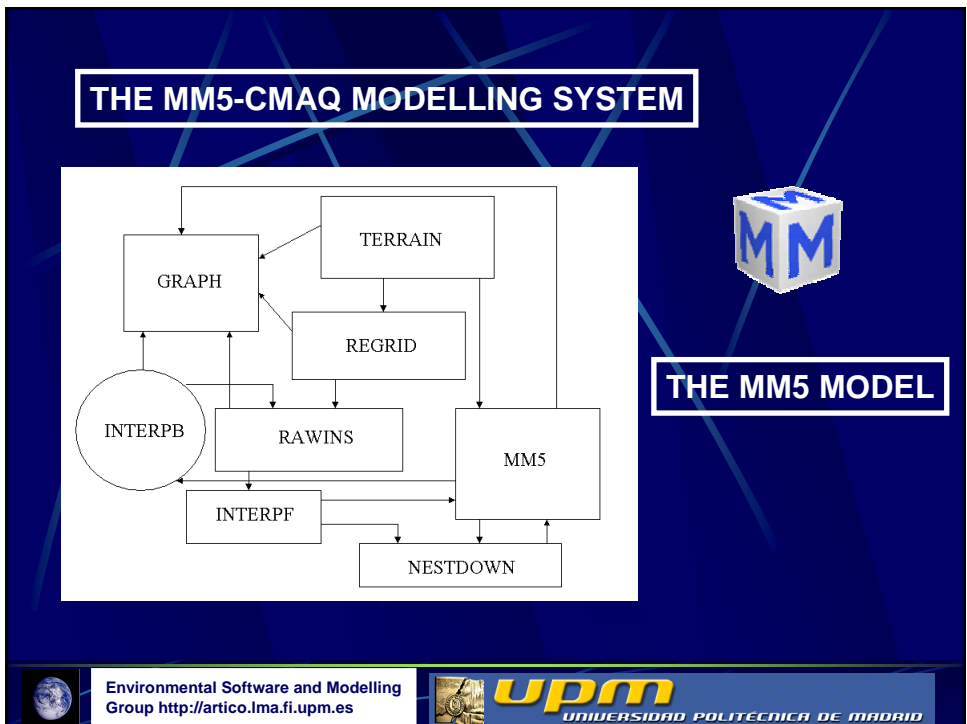 THE MM5-CMAQ MODELLING SYSTEM
TERRAIN
GRAPH
REGRID
INTERPB
RAWINS
MM5
INTERPF
NESTDOWN
M
M M
THE MM5 MODEL
Environmental Software and Modelling
Group http://artico.lma.fi.upm.es
upm
UNIVERSIDAD POLITÉCNICA DE MADRID